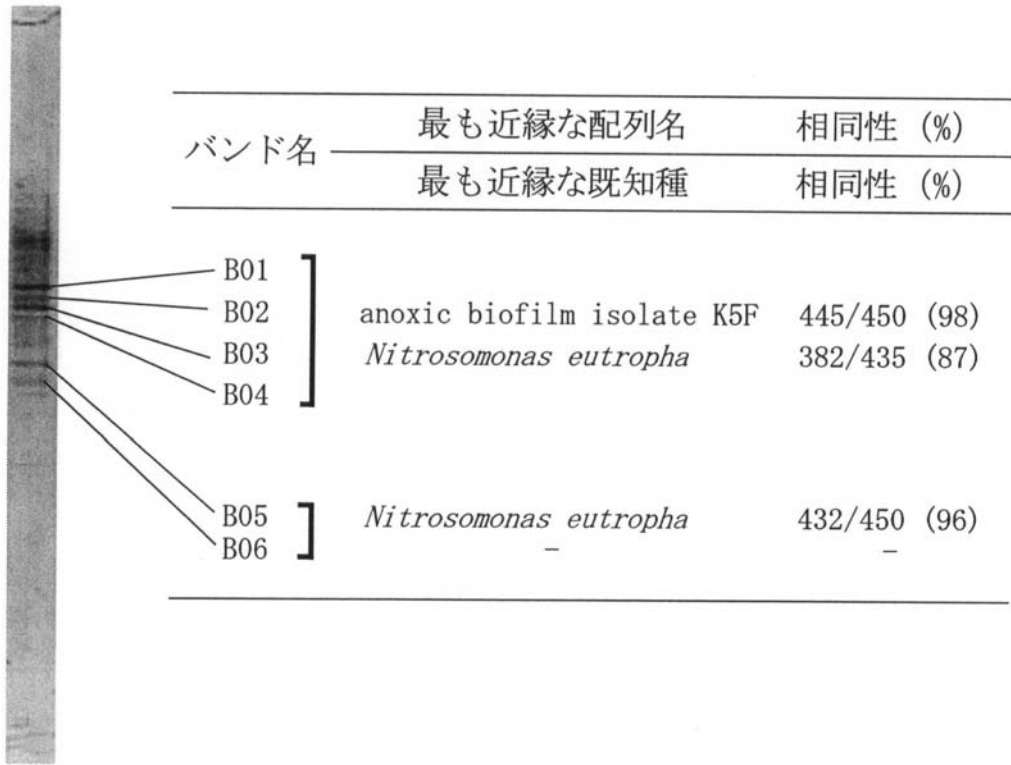 バンド名
最も近縁な配列名 相同性 (%)
最も近縁な既知種 相同性 (%)
B01
B02 anoxic biofilm isolate K5F 445/450 (98)
B03 Nitrosomonas eutropha 382/435 (87)
B04
B05 Nitrosomonas eutropha 432/450 (96)
B06 - -